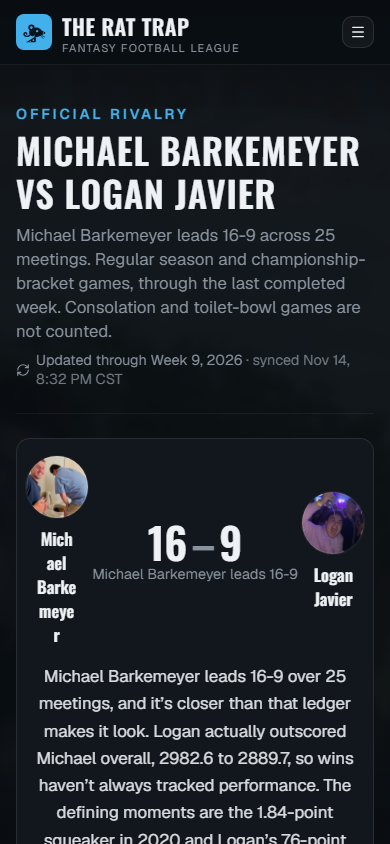 THE RAT TRAP
FANTASY FOOTBALL LEAGUE
OFFICIAL RIVALRY
MICHAEL BARKEMEYER
VS LOGAN JAVIER
Michael Barkemeyer leads 16-9 across 25
meetings. Regular season and championship-
bracket games, through the last completed
week. Consolation and toilet-bowl games are
not counted.
Updated through Week 9, 2026 · synced Nov 14,
8:32 PM CST
Mich
ael
Barke
meye
r
16–9
Michael Barkemeyer leads 16-9
Logan
Javier
Michael Barkemeyer leads 16-9 over 25
meetings, and it’s closer than that ledger
makes it look. Logan actually outscored
Michael overall, 2982.6 to 2889.7, so wins
haven’t always tracked performance. The
defining moments are the 1.84-point
squeaker in 2020 and Logan’s 76-point